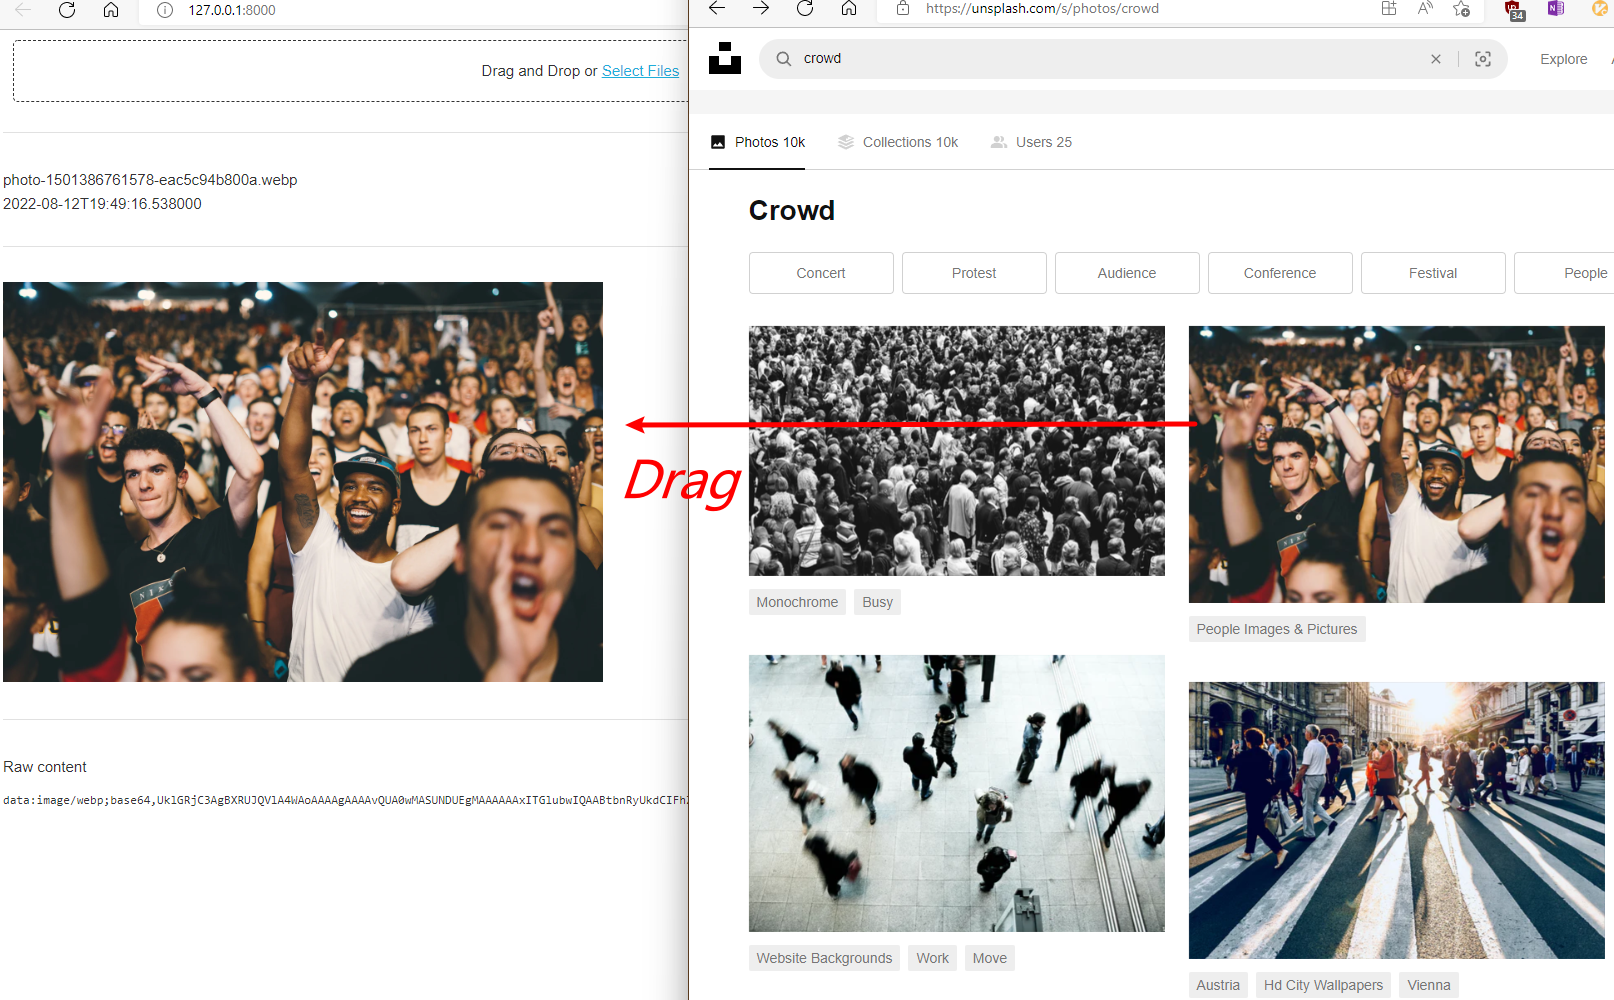 127.0.0.1:8000
Drag and Drop or Select Files
photo-1501386761578-eac5c94b800a.webp
2022-08-12T19:49:16.538000
NIKE
Raw content
data:image/webp;base64,UklGRjC3AgBXRUJQVlA4WAoAAAAgAAAAvQUA0wMASUNDUEgMAAAAAAxITGlubwIQAABtbnRyUkdCIFh
Drag
https://unsplash.com/s/photos/crowd
34
N
crowd
Explore
Photos 10k
Collections 10k
Users 25
Crowd
Concert
Protest
Audience
Conference
Festival
People
Monochrome
Busy
People Images & Pictures
Website Backgrounds
Work
Move
Austria
Hd City Wallpapers
Vienna